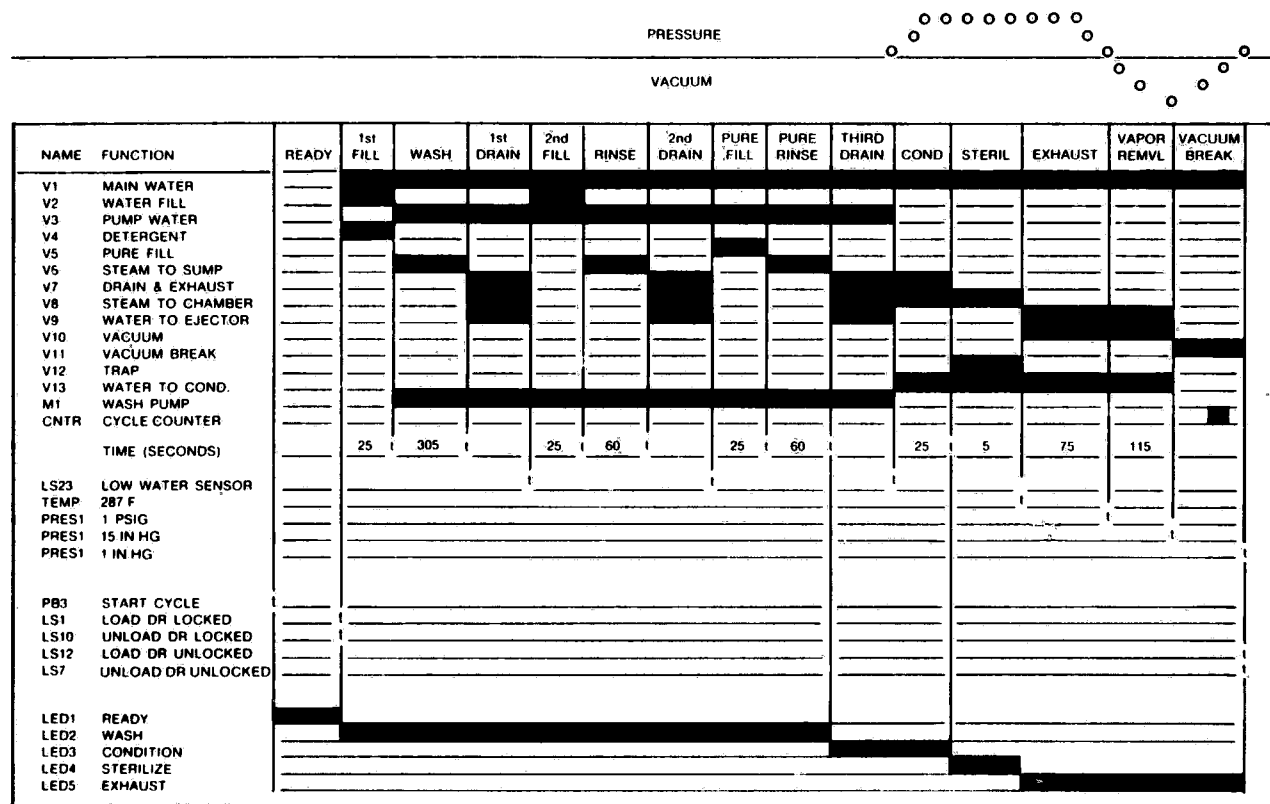 PRESSURE
VACUUM
NAME FUNCTION READY 1st FILL WASH 1st DRAIN 2nd FILL RINSE 2nd DRAIN PURE FILL PURE RINSE THIRD DRAIN COND STERIL EXHAUST VAPOR REMVL VACUUM BREAK
V1 MAIN WATER
V2 WATER FILL
V3 PUMP WATER
V4 DETERGENT
V5 PURE FILL
V6 STEAM TO SUMP
V7 DRAIN & EXHAUST
V8 STEAM TO CHAMBER
V9 WATER TO EJECTOR
V10 VACUUM
V11 VACUUM BREAK
V12 TRAP
V13 WATER TO COND.
M1 WASH PUMP
CNTR CYCLE COUNTER
TIME (SECONDS) 25 305 25 60 25 60 25 5 75 115
LS23 LOW WATER SENSOR
TEMP 287 F
PRES1 1 PSIG
PRES1 15 IN HG
PRES1 1 IN HG
PB3 START CYCLE
LS1 LOAD DR LOCKED
LS10 UNLOAD DR LOCKED
LS12 LOAD DR UNLOCKED
LS7 UNLOAD DR UNLOCKED
LED1 READY
LED2 WASH
LED3 CONDITION
LED4 STERILIZE
LED5 EXHAUST